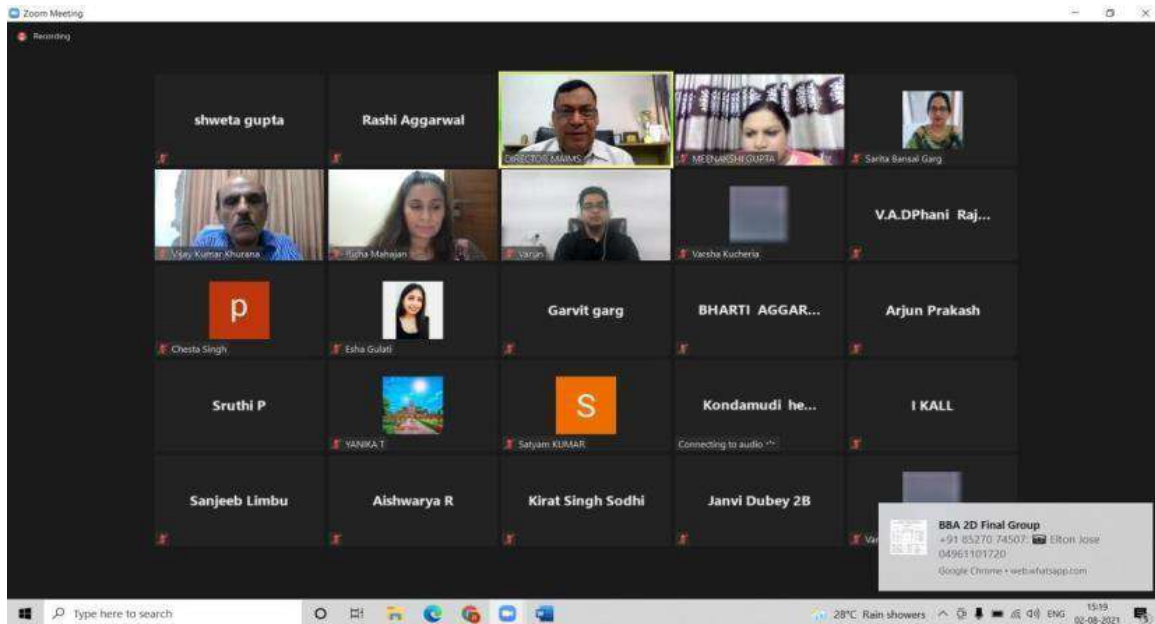 Zoom Meeting
Recording
shweta gupta
Rashi Aggarwal
DIRECTOR MAIMS
MEENAKSHI GUPTA
Sarita Bansal Garg
Vijay Kumar Khurana
Richa Mahajan
Varun
Varsha Kucheria
V.A.DPhani Raj...
p
Chesta Singh
Esha Gulati
Garvit garg
BHARTI AGGAR...
Arjun Prakash
Sruthi P
YANIKA T
S
Satyam KUMAR
Kondamudi he...
Connecting to audio
I KALL
Sanjeeb Limbu
Aishwarya R
Kirat Singh Sodhi
Janvi Dubey 2B
Var
BBA 2D Final Group
+91 85270 74507: Elton Jose
04961101720
Google Chrome • web.whatsapp.com
Type here to search
28°C Rain showers
ENG
15:19
02-08-2021